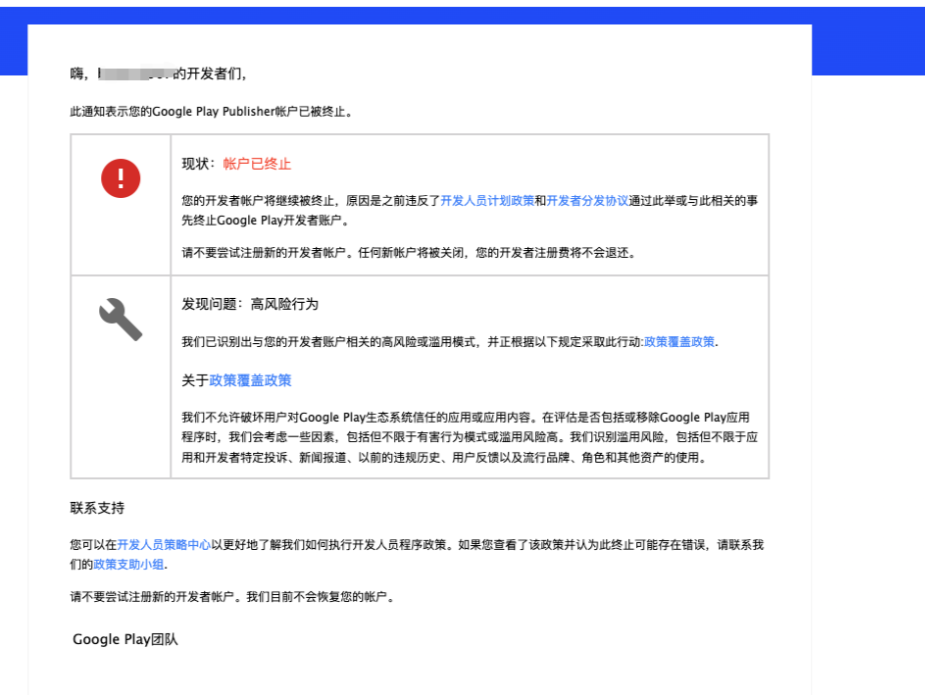 嗨, 的开发者们,
此通知表示您的Google Play Publisher帐户已被终止。
现状: 帐户已终止
您的开发者帐户将继续被终止，原因是之前违反了开发人员计划政策和开发者分发协议通过此举或与此相关的事
先终止Google Play开发者账户。
请不要尝试注册新的开发者帐户。任何新帐户将被关闭，您的开发者注册费将不会退还。
发现问题: 高风险行为
我们已识别出与您的开发者账户相关的高风险或滥用模式，并正根据以下规定采取此行动:政策覆盖政策.
关于政策覆盖政策
我们不允许破坏用户对Google Play生态系统信任的应用或应用内容。在评估是否包括或移除Google Play应用
程序时，我们会考虑一些因素，包括但不限于有害行为模式或滥用风险高。我们识别滥用风险，包括但不限于应
用和开发者特定投诉、新闻报道、以前的违规历史、用户反馈以及流行品牌、角色和其他资产的使用。
联系支持
您可以在开发人员策略中心以更好地了解我们如何执行开发人员程序政策。如果您查看了该政策并认为此终止可能存在错误，请联系我
们的政策支助小组.
请不要尝试注册新的开发者帐户。我们目前不会恢复您的帐户。
Google Play团队